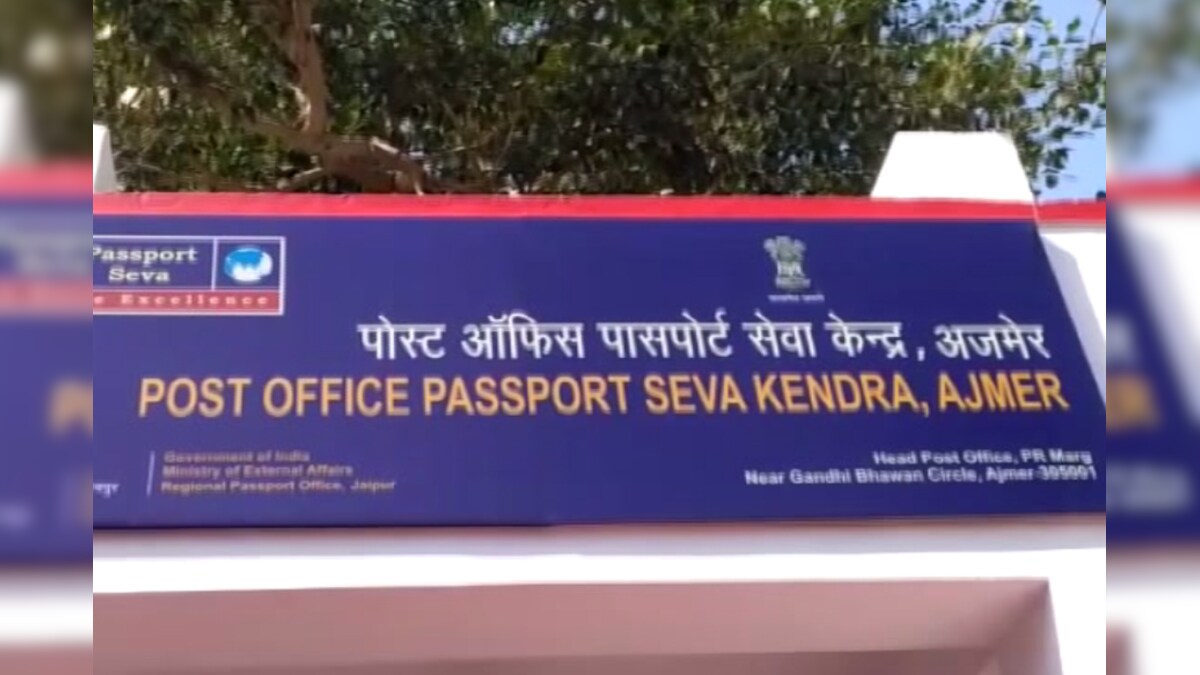 Passport
Seva
e Excellence
पोस्ट ऑफिस पासपोर्ट सेवा केन्द्र, अजमेर
POST OFFICE PASSPORT SEVA KENDRA, AJMER
Government of India
Ministry of External Affairs
Regional Passport Office, Jaipur
Head Post Office, PR Marg
Near Gandhi Bhawan Circle, Ajmer-305001